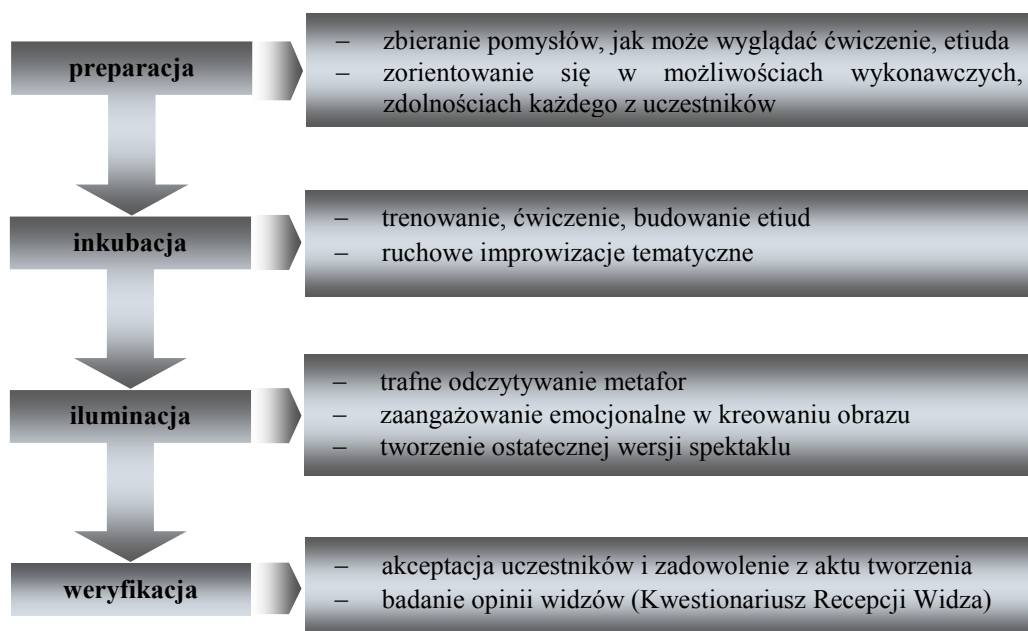 preparacja
– zbieranie pomysłów, jak może wyglądać ćwiczenie, etiuda
– zorientowanie się w możliwościach wykonawczych,
zdolnościach każdego z uczestników
inkubacja
– trenowanie, ćwiczenie, budowanie etiud
– ruchowe improwizacje tematyczne
iluminacja
– trafne odczytywanie metafor
– zaangażowanie emocjonalne w kreowaniu obrazu
– tworzenie ostatecznej wersji spektaklu
weryfikacja
– akceptacja uczestników i zadowolenie z aktu tworzenia
– badanie opinii widzów (Kwestionariusz Recepcji Widza)